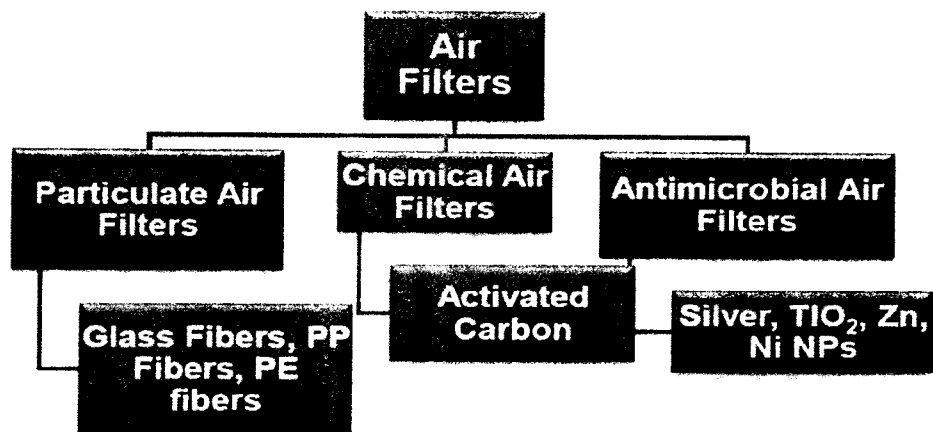 Air
Filters
Particulate Air
Filters
Chemical Air
Filters
Antimicrobial Air
Filters
Glass Fibers, PP
Fibers, PE
fibers
Activated
Carbon
Silver, TIO₂, Zn,
Ni NPs